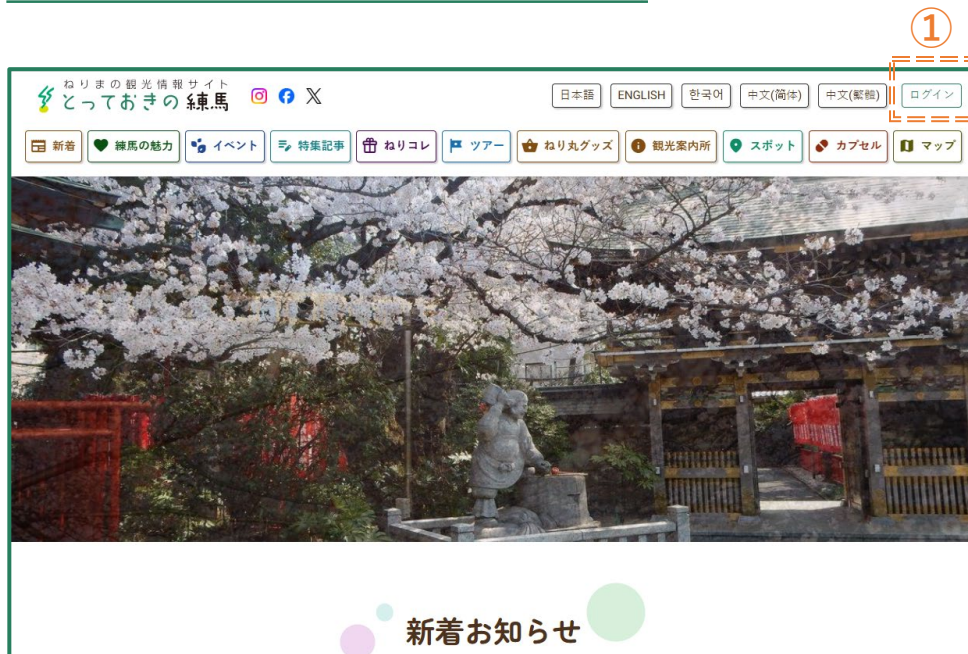 ①
ねりまの観光情報サイト
とっておきの練馬
日本語 ENGLISH 한국어 中文(简体) 中文(繁體) ログイン
新着 練馬の魅力 イベント 特集記事 ねりコレ ツアー ねり丸グッズ 観光案内所 スポット カプセル マップ
新着お知らせ